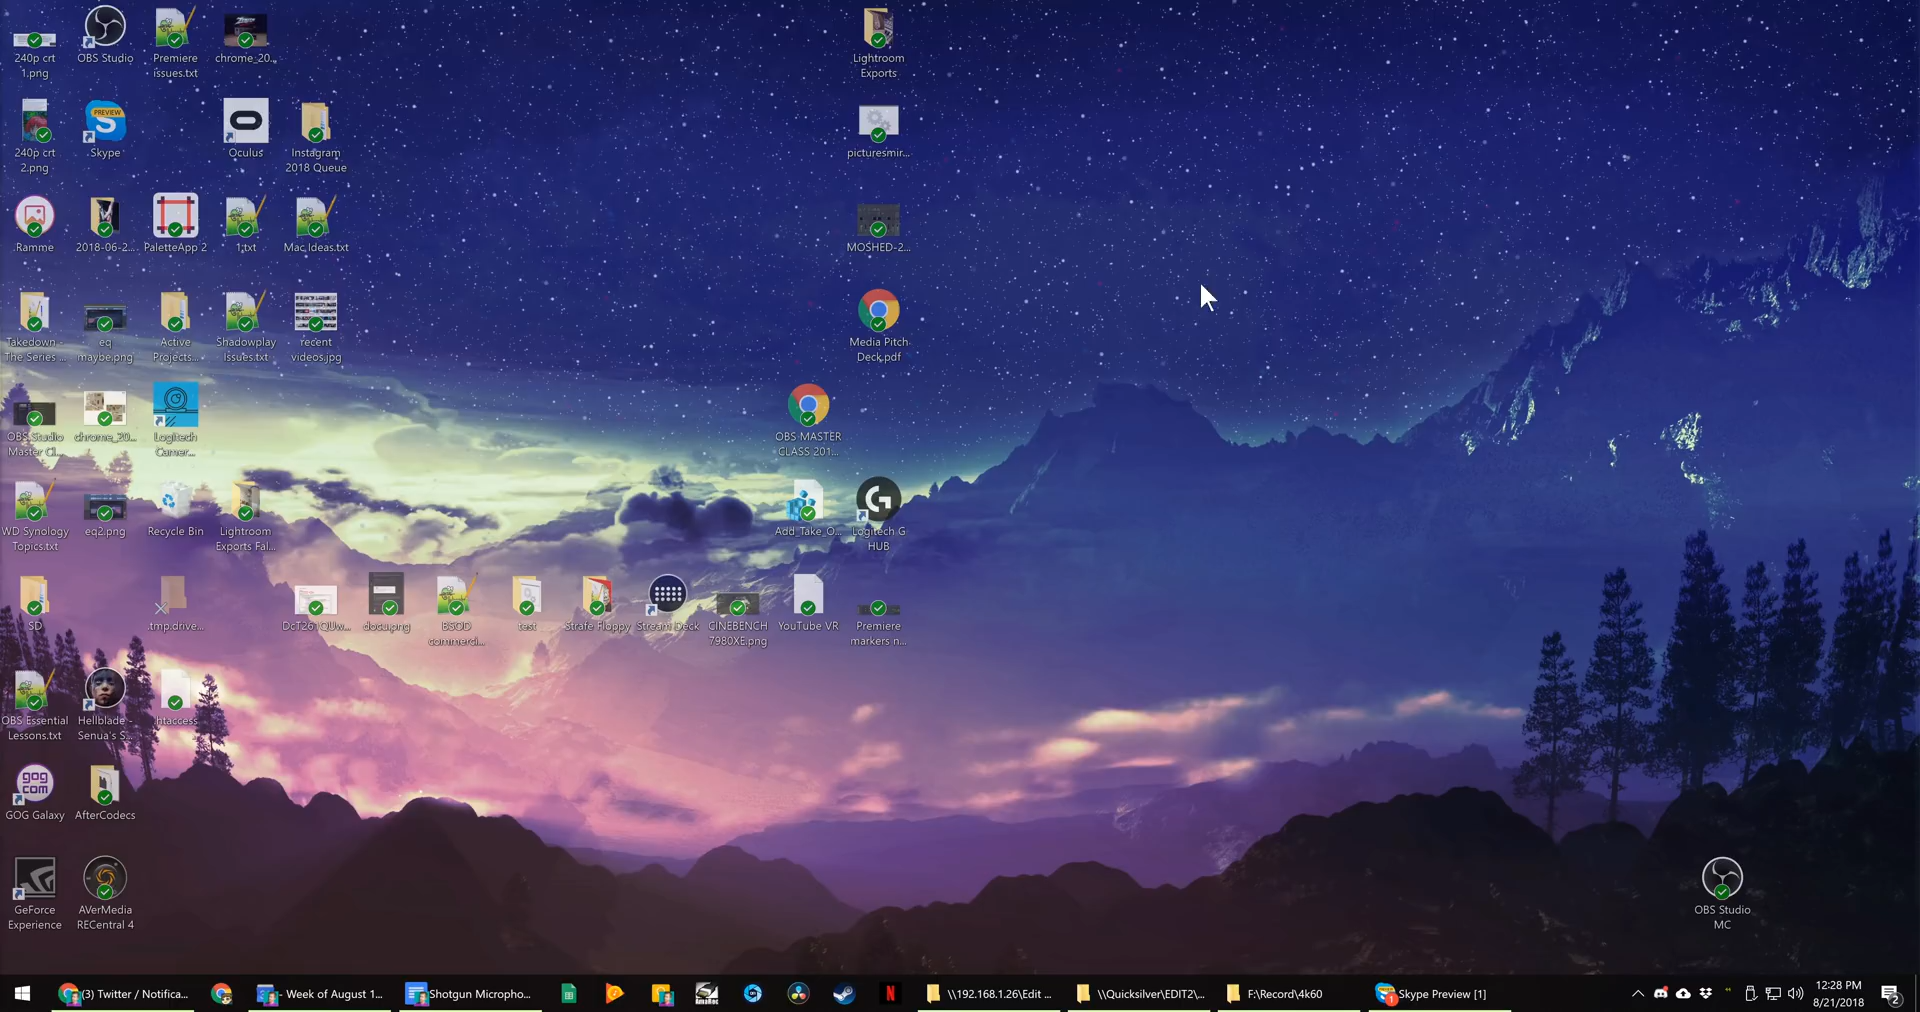 240p crt
1.png
OBS Studio
Premiere
issues.txt
chrome_20...
Lightroom
Exports
240p crt
2.png
PREVIEW
Skype
Oculus
Instagram
2018 Queue
picturesmir...
Ramme
2018-06-2...
PaletteApp 2
1.txt
Mac Ideas.txt
MOSHED-2...
Takedown -
The Series ...
eq
maybe.png
Active
Projects...
Shadowplay
Issues.txt
recent
videos.jpg
Media Pitch
Deck.pdf
OBS Studio
Master Cl...
chrome_20...
Logitech
Camer...
OBS MASTER
CLASS 201...
WD Synology
Topics.txt
eq2.png
Recycle Bin
Lightroom
Exports Fal...
Add_Take_O...
Logitech G
HUB
SD
.tmp.drive...
DcT261QUw...
docu.png
BSOD
commerci...
test
Strafe Floppy
Stream Deck
CINEBENCH
7980XE.png
YouTube VR
Premiere
markers n...
OBS Essential
Lessons.txt
Hellblade -
Senua's S...
.htaccess
gog
com
GOG Galaxy
AfterCodecs
GeForce
Experience
AVerMedia
RECentral 4
OBS Studio
MC
(3) Twitter / Notifica...
- Week of August 1...
Shotgun Micropho...
\\192.168.1.26\Edit ...
\\Quicksilver\EDIT2\...
F:\Record\4k60
1
Skype Preview [1]
12:28 PM
8/21/2018
2